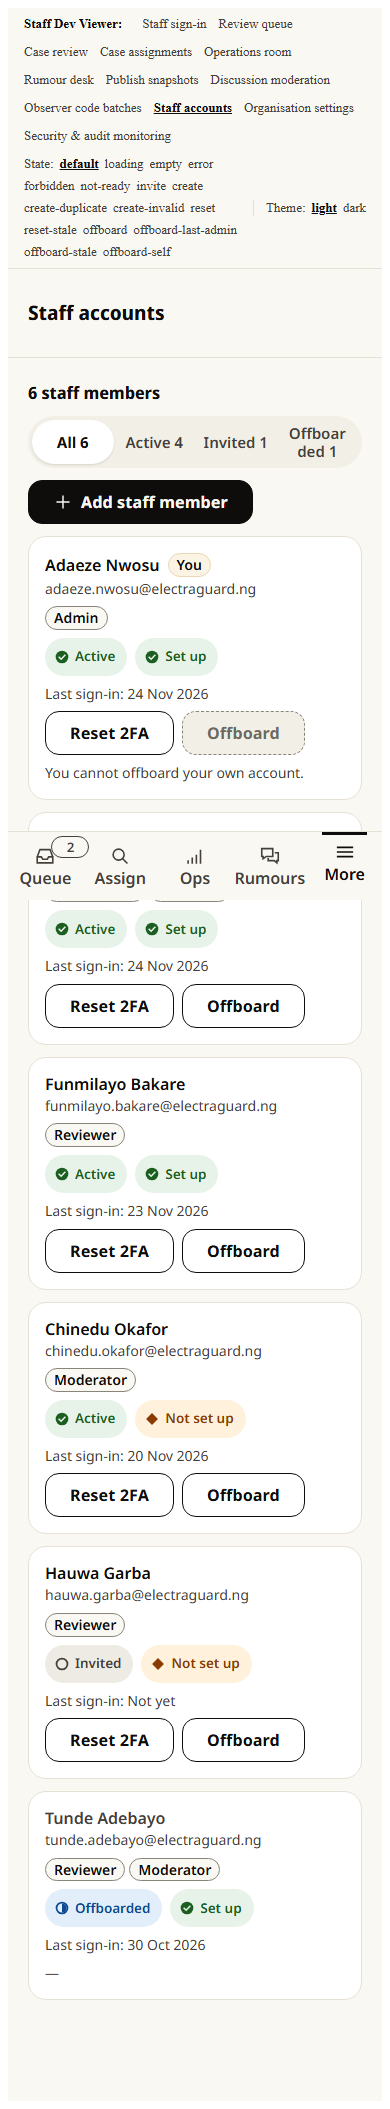 Staff Dev Viewer: Staff sign-in Review queue
Case review Case assignments Operations room
Rumour desk Publish snapshots Discussion moderation
Observer code batches Staff accounts Organisation settings
Security & audit monitoring
State: default loading empty error
forbidden not-ready invite create
create-duplicate create-invalid reset
reset-stale offboard offboard-last-admin
offboard-stale offboard-self
Theme: light dark
Staff accounts
6 staff members
All 6 Active 4 Invited 1 Offboar
ded 1
+ Add staff member
Adaeze Nwosu You
adaeze.nwosu@electraguard.ng
Admin
Active Set up
Last sign-in: 24 Nov 2026
Reset 2FA Offboard
You cannot offboard your own account.
2
Queue Assign Ops Rumours More
Active Set up
Last sign-in: 24 Nov 2026
Reset 2FA Offboard
Funmilayo Bakare
funmilayo.bakare@electraguard.ng
Reviewer
Active Set up
Last sign-in: 23 Nov 2026
Reset 2FA Offboard
Chinedu Okafor
chinedu.okafor@electraguard.ng
Moderator
Active Not set up
Last sign-in: 20 Nov 2026
Reset 2FA Offboard
Hauwa Garba
hauwa.garba@electraguard.ng
Reviewer
Invited Not set up
Last sign-in: Not yet
Reset 2FA Offboard
Tunde Adebayo
tunde.adebayo@electraguard.ng
Reviewer Moderator
Offboarded Set up
Last sign-in: 30 Oct 2026
—